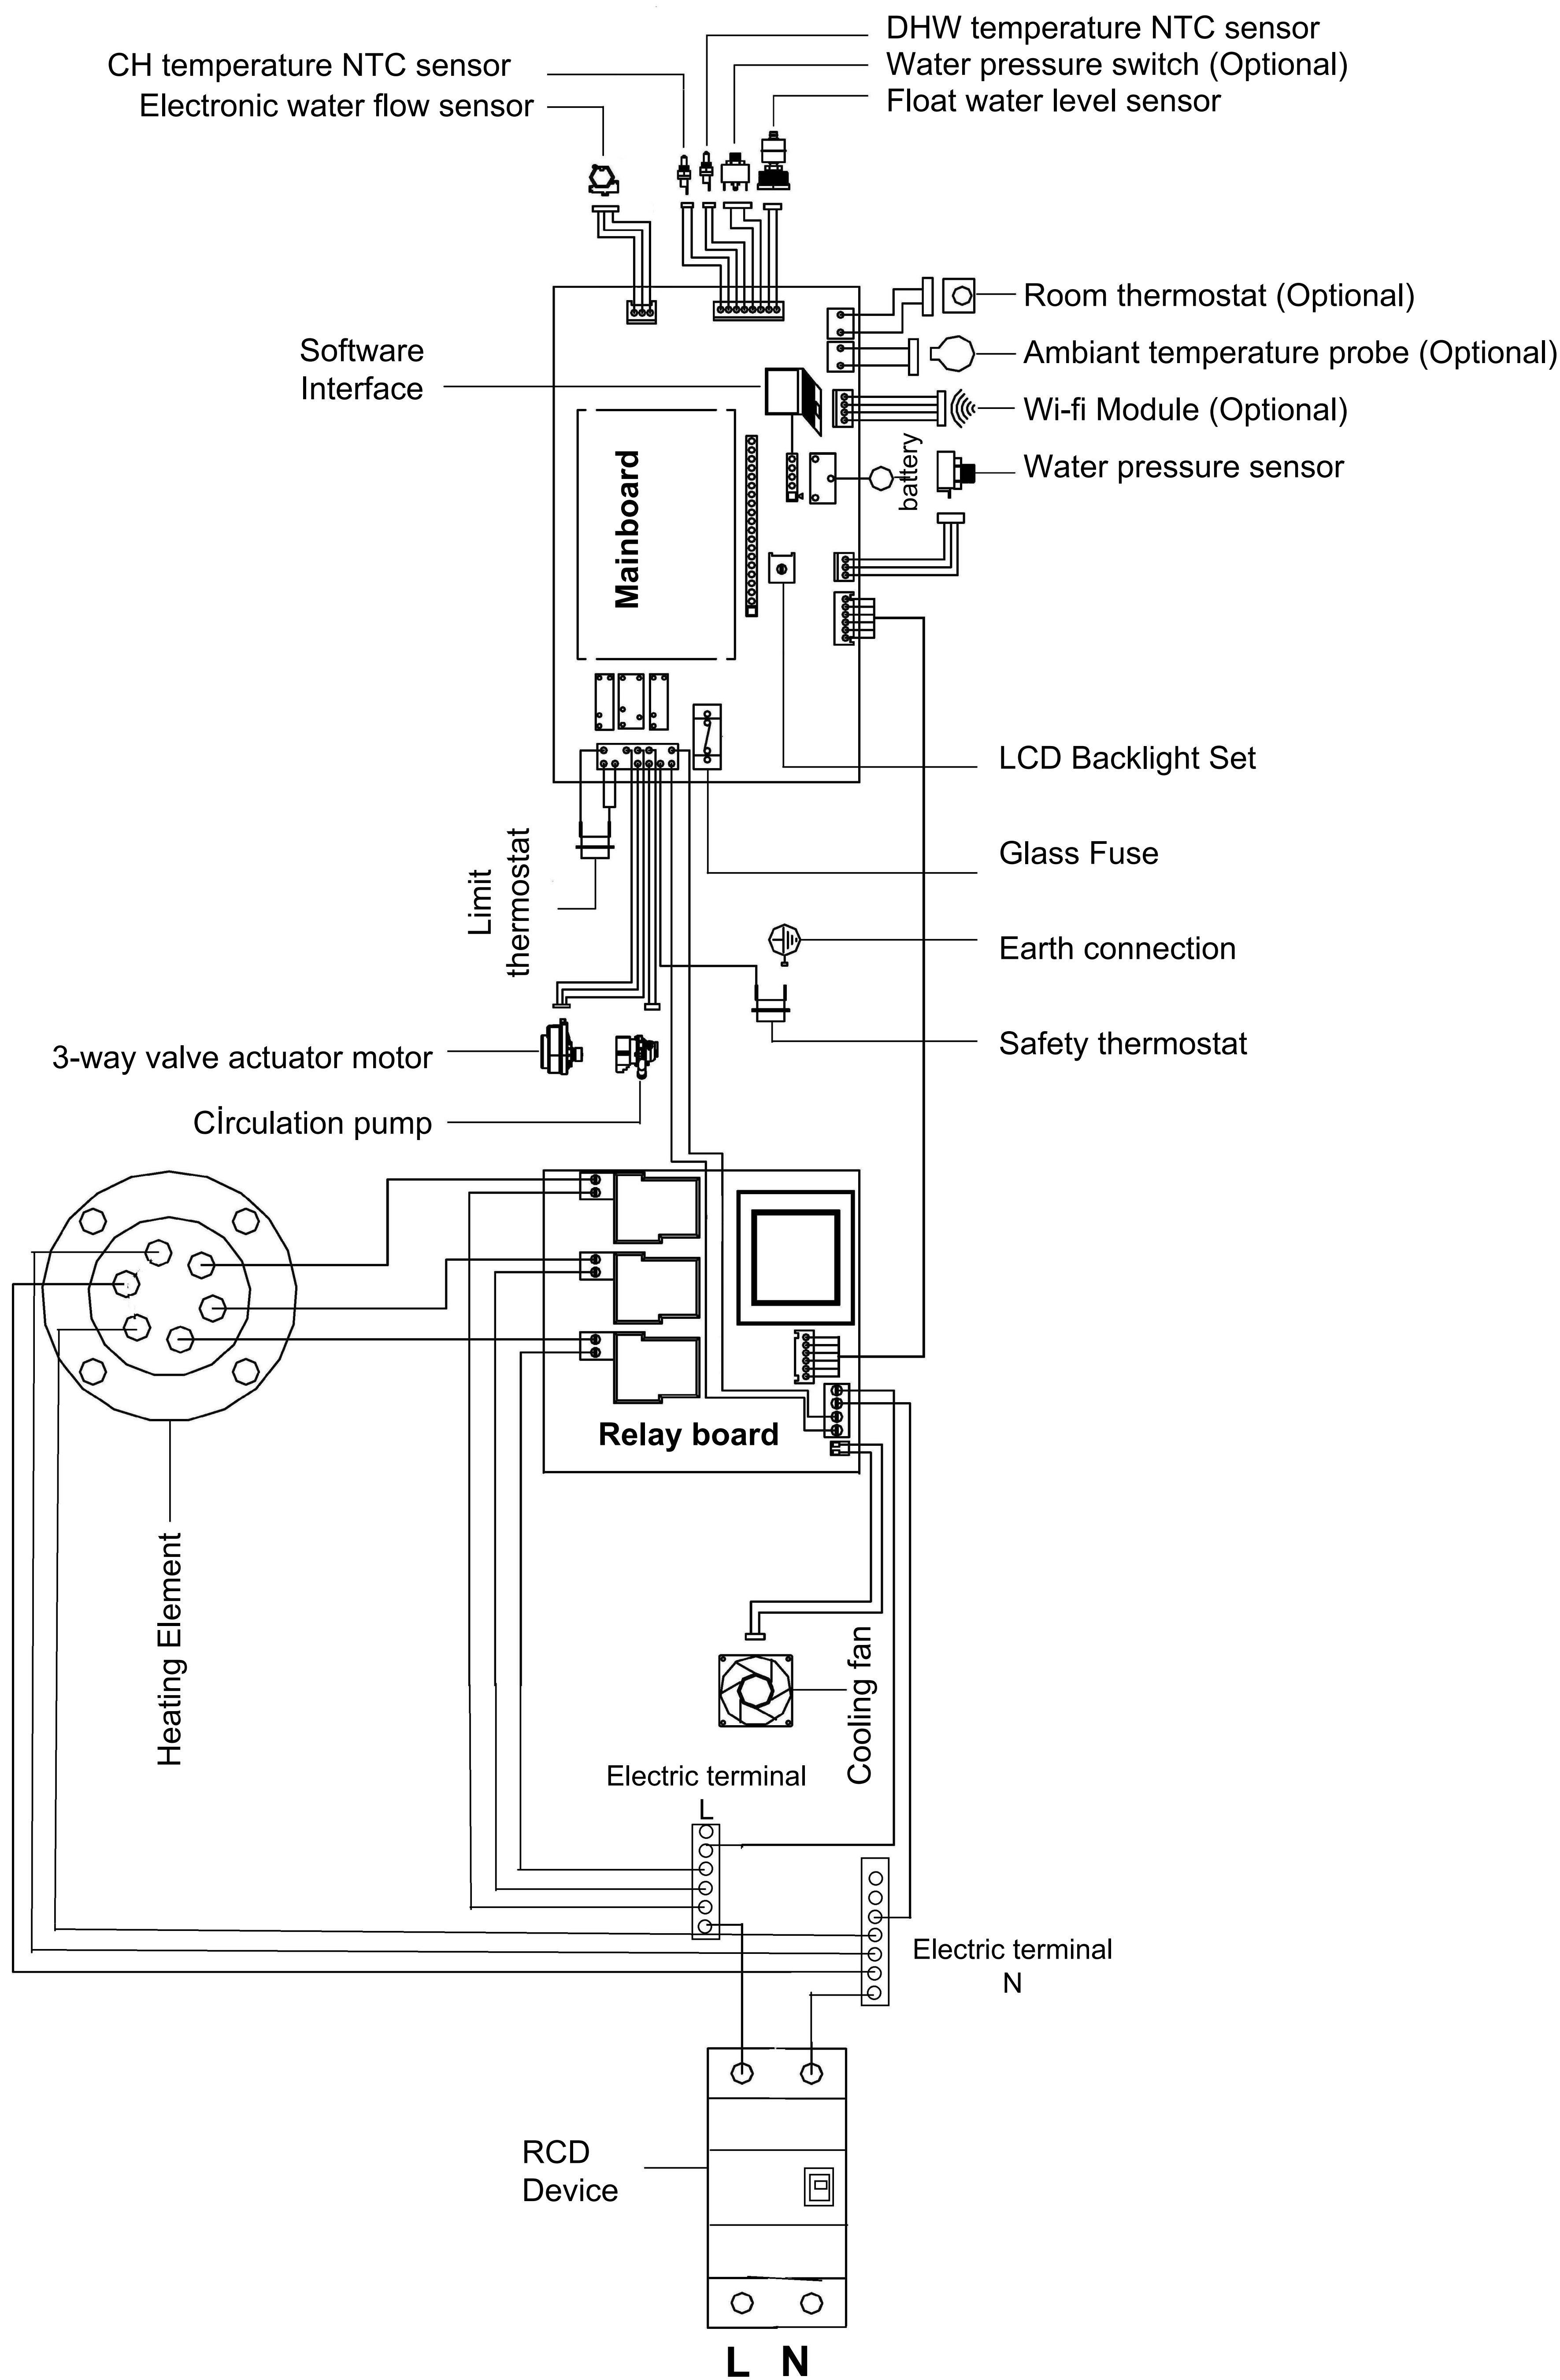 DHW temperature NTC sensor
CH temperature NTC sensor
Water pressure switch (Optional)
Electronic water flow sensor
Float water level sensor
Room thermostat (Optional)
Software
Interface
Ambiant temperature probe (Optional)
Wi-fi Module (Optional)
battery
Water pressure sensor
Mainboard
LCD Backlight Set
Glass Fuse
Limit
thermostat
Earth connection
Safety thermostat
3-way valve actuator motor
Cİrculation pump
Relay board
Heating Element
Cooling fan
Electric terminal
L
Electric terminal
N
RCD
Device
L N